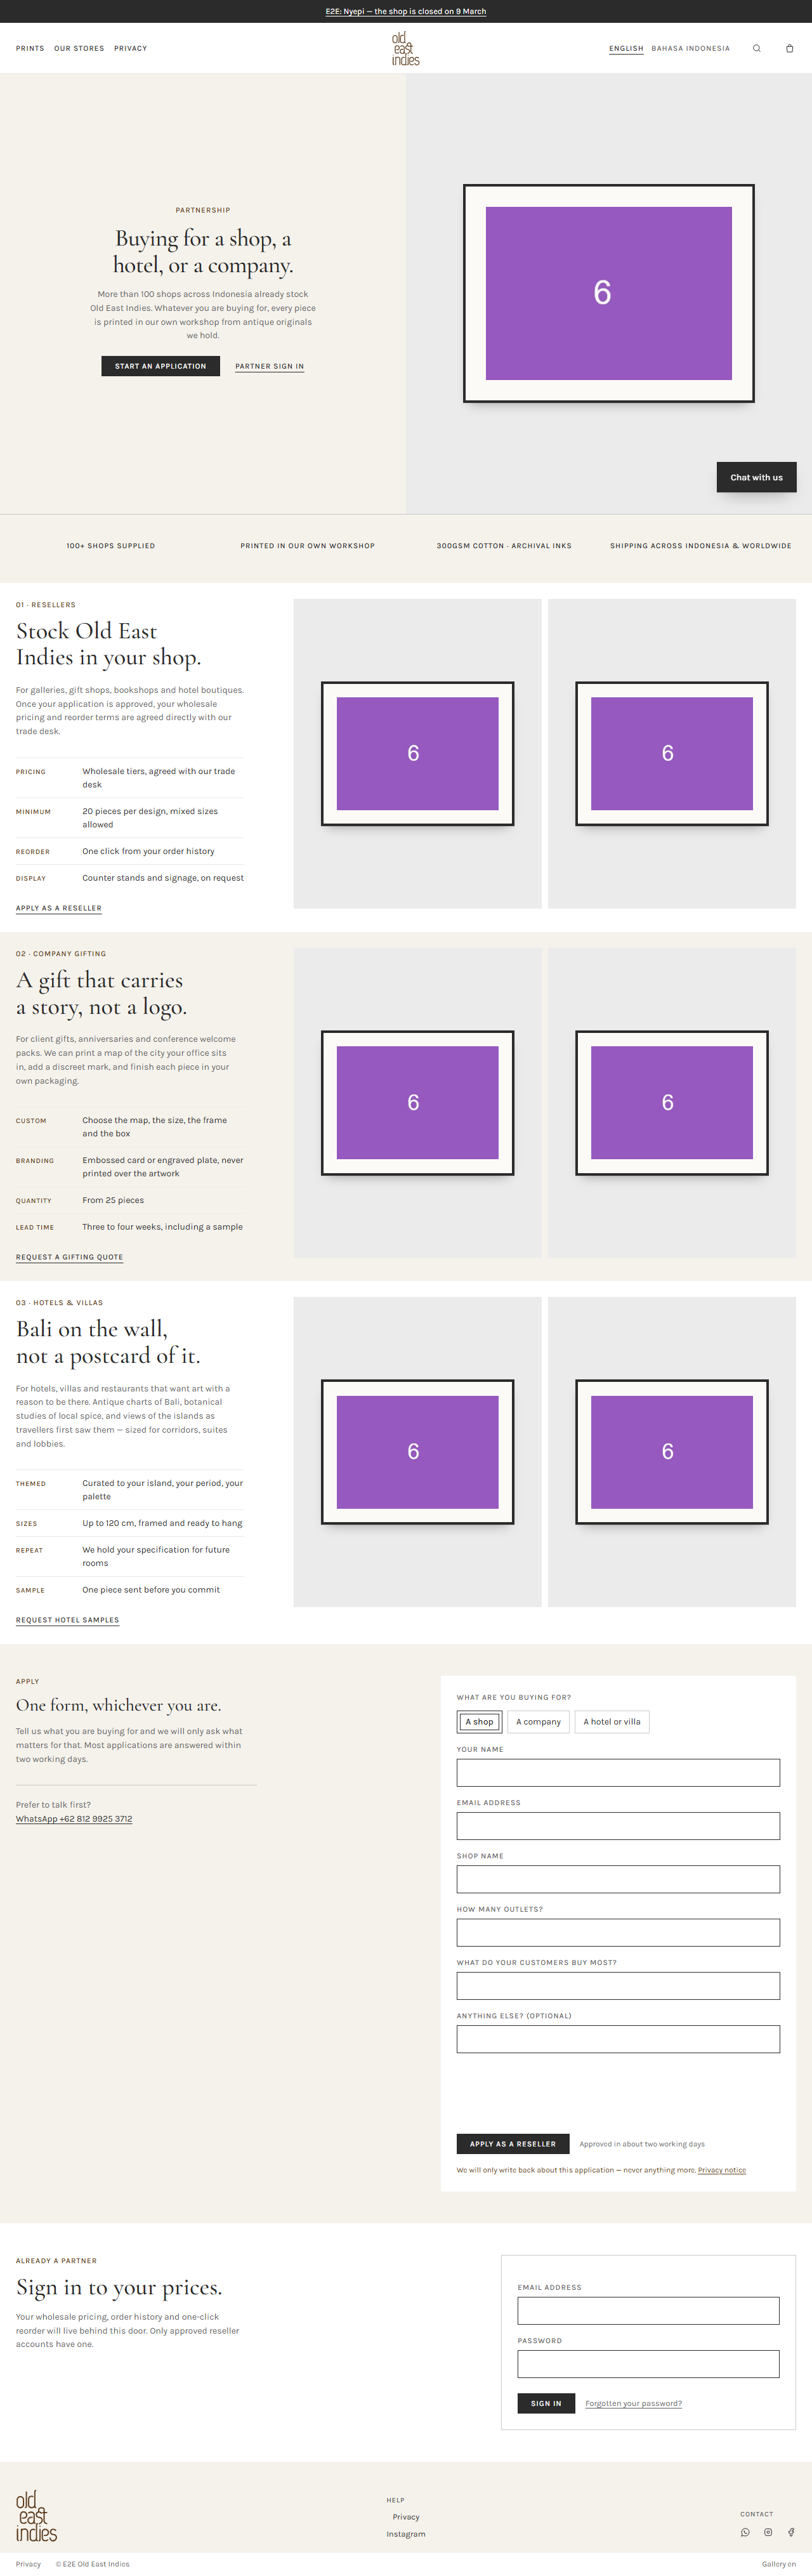 E2E: Nyepi — the shop is closed on 9 March
PRINTS OUR STORES PRIVACY
old
east
indies
ENGLISH BAHASA INDONESIA
PARTNERSHIP
Buying for a shop, a
hotel, or a company.
More than 100 shops across Indonesia already stock
Old East Indies. Whatever you are buying for, every piece
is printed in our own workshop from antique originals
we hold.
START AN APPLICATION PARTNER SIGN IN
6
Chat with us
100+ SHOPS SUPPLIED
PRINTED IN OUR OWN WORKSHOP
300GSM COTTON · ARCHIVAL INKS
SHIPPING ACROSS INDONESIA & WORLDWIDE
01 · RESELLERS
Stock Old East
Indies in your shop.
For galleries, gift shops, bookshops and hotel boutiques.
Once your application is approved, your wholesale
pricing and reorder terms are agreed directly with our
trade desk.
PRICING Wholesale tiers, agreed with our trade
desk
MINIMUM 20 pieces per design, mixed sizes
allowed
REORDER One click from your order history
DISPLAY Counter stands and signage, on request
APPLY AS A RESELLER
6
6
02 · COMPANY GIFTING
A gift that carries
a story, not a logo.
For client gifts, anniversaries and conference welcome
packs. We can print a map of the city your office sits
in, add a discreet mark, and finish each piece in your
own packaging.
CUSTOM Choose the map, the size, the frame
and the box
BRANDING Embossed card or engraved plate, never
printed over the artwork
QUANTITY From 25 pieces
LEAD TIME Three to four weeks, including a sample
REQUEST A GIFTING QUOTE
6
6
03 · HOTELS & VILLAS
Bali on the wall,
not a postcard of it.
For hotels, villas and restaurants that want art with a
reason to be there. Antique charts of Bali, botanical
studies of local spice, and views of the islands as
travellers first saw them — sized for corridors, suites
and lobbies.
THEMED Curated to your island, your period, your
palette
SIZES Up to 120 cm, framed and ready to hang
REPEAT We hold your specification for future
rooms
SAMPLE One piece sent before you commit
REQUEST HOTEL SAMPLES
6
6
APPLY
One form, whichever you are.
Tell us what you are buying for and we will only ask what
matters for that. Most applications are answered within
two working days.
Prefer to talk first?
WhatsApp +62 812 9925 3712
WHAT ARE YOU BUYING FOR?
A shop A company A hotel or villa
YOUR NAME
EMAIL ADDRESS
SHOP NAME
HOW MANY OUTLETS?
WHAT DO YOUR CUSTOMERS BUY MOST?
ANYTHING ELSE? (OPTIONAL)
APPLY AS A RESELLER Approved in about two working days
We will only write back about this application — never anything more. Privacy notice
ALREADY A PARTNER
Sign in to your prices.
Your wholesale pricing, order history and one-click
reorder will live behind this door. Only approved reseller
accounts have one.
EMAIL ADDRESS
PASSWORD
SIGN IN Forgotten your password?
old
east
indies
HELP
Privacy
Instagram
CONTACT
Privacy © E2E Old East Indies
Gallery on